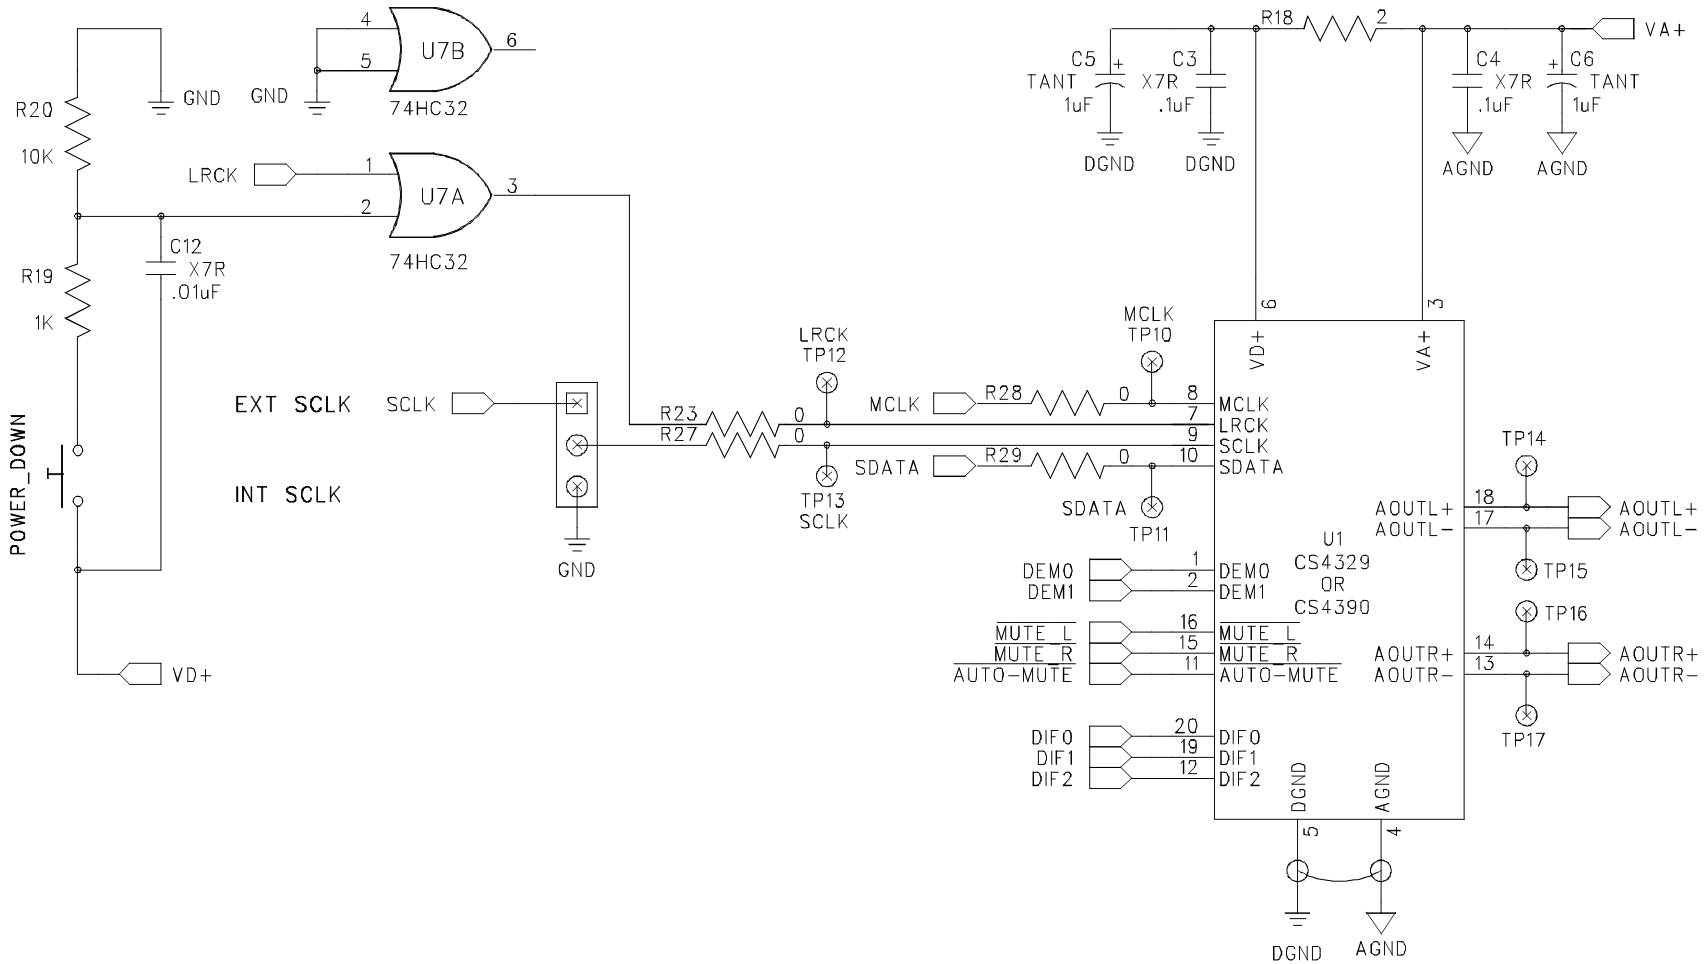 4
5
U7B
6
74HC32
GND
GND
R20
10K
LRCK
1
2
U7A
3
74HC32
C12
X7R
.01uF
R19
1K
POWER_DOWN
VD+
EXT SCLK
SCLK
INT SCLK
GND
R23
0
R27
0
LRCK
TP12
TP13
SCLK
MCLK
TP10
MCLK
R28
0
8
7
9
10
SDATA
R29
0
SDATA
TP11
R18
2
VA+
C5
+
TANT
1uF
DGND
C3
X7R
.1uF
DGND
C4
X7R
.1uF
AGND
+
C6
TANT
1uF
AGND
6
3
VD+
VA+
MCLK
LRCK
SCLK
SDATA
DEM0
1
DEM0
DEM1
2
DEM1
MUTE_L
16
MUTE_L
MUTE_R
15
MUTE_R
AUTO-MUTE
11
AUTO-MUTE
DIF0
20
DIF0
DIF1
19
DIF1
DIF2
12
DIF2
U1
CS4329
OR
CS4390
TP14
AOUTL+
18
AOUTL+
AOUTL-
17
AOUTL-
TP15
TP16
AOUTR+
14
AOUTR+
AOUTR-
13
AOUTR-
TP17
DGND
AGND
5
4
DGND
AGND